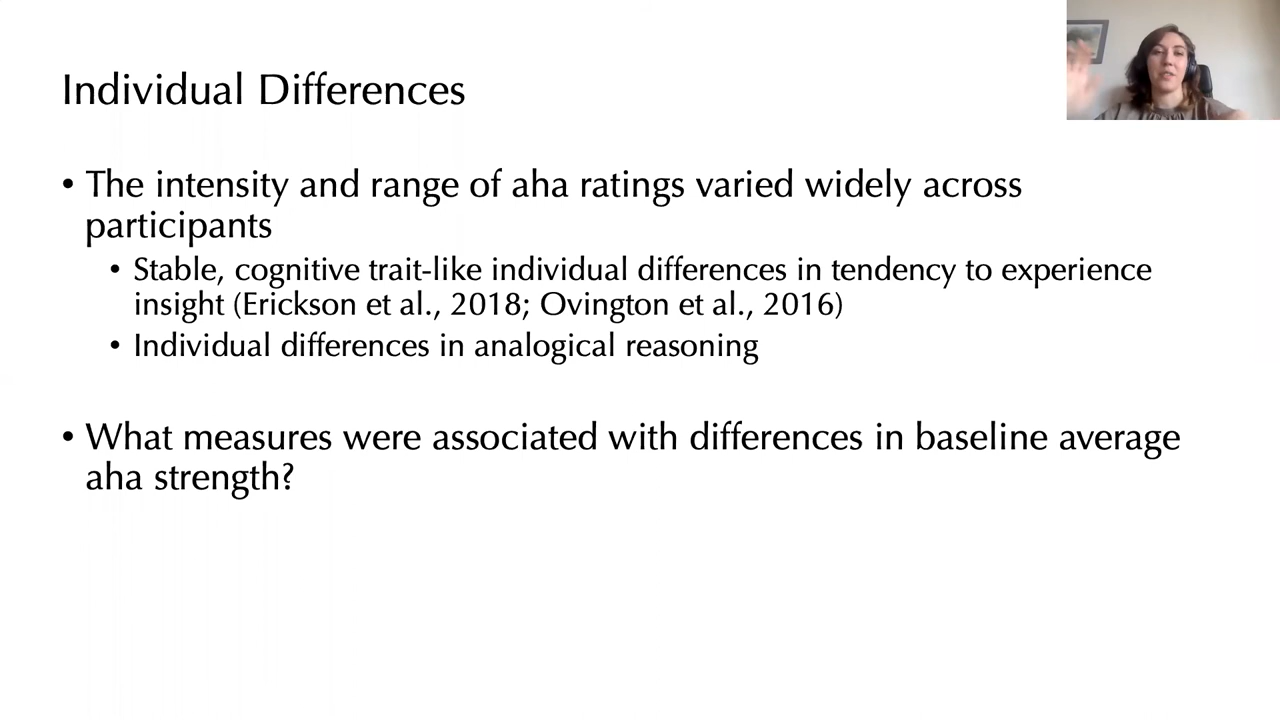 Individual Differences
• The intensity and range of aha ratings varied widely across
participants
• Stable, cognitive trait-like individual differences in tendency to experience
insight (Erickson et al., 2018; Ovington et al., 2016)
• Individual differences in analogical reasoning
• What measures were associated with differences in baseline average
aha strength?